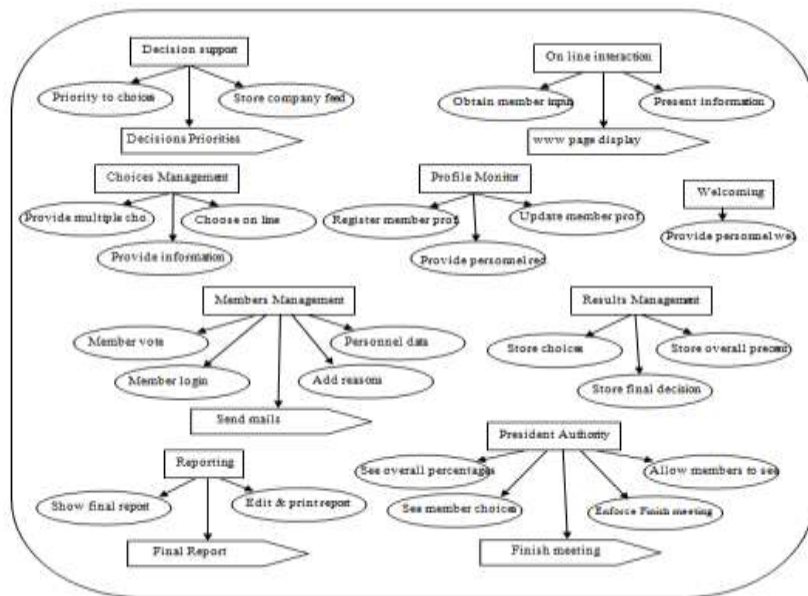 Decision support
On line interaction
Priority to choices
Store company feed
Obtain member input
Present information
Decisions Priorities
www page display
Choices Management
Profile Monitor
Welcoming
Provide multiple cho
Choose on line
Register member prof.
Update member prof.
Provide personnel wel
Provide information
Provide personnel rec
Members Management
Results Management
Member vote
Personnel data
Store choices
Store overall precent
Member login
Add reasons
Store final decision
Send mails
President Authority
Reporting
See overall percentages
Allow members to see
Show final report
Edit & print report
See member choices
Enforce Finish meeting
Final Report
Finish meeting